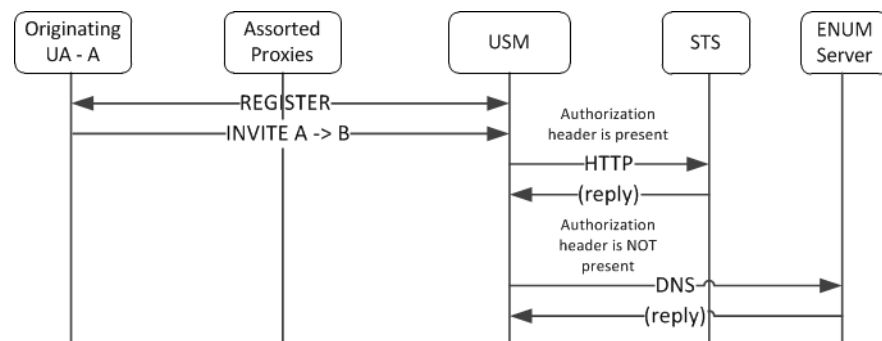 Originating
UA - A
Assorted
Proxies
USM
STS
ENUM
Server
REGISTER
INVITE A -> B
Authorization
header is present
HTTP
(reply)
Authorization
header is NOT
present
DNS
(reply)